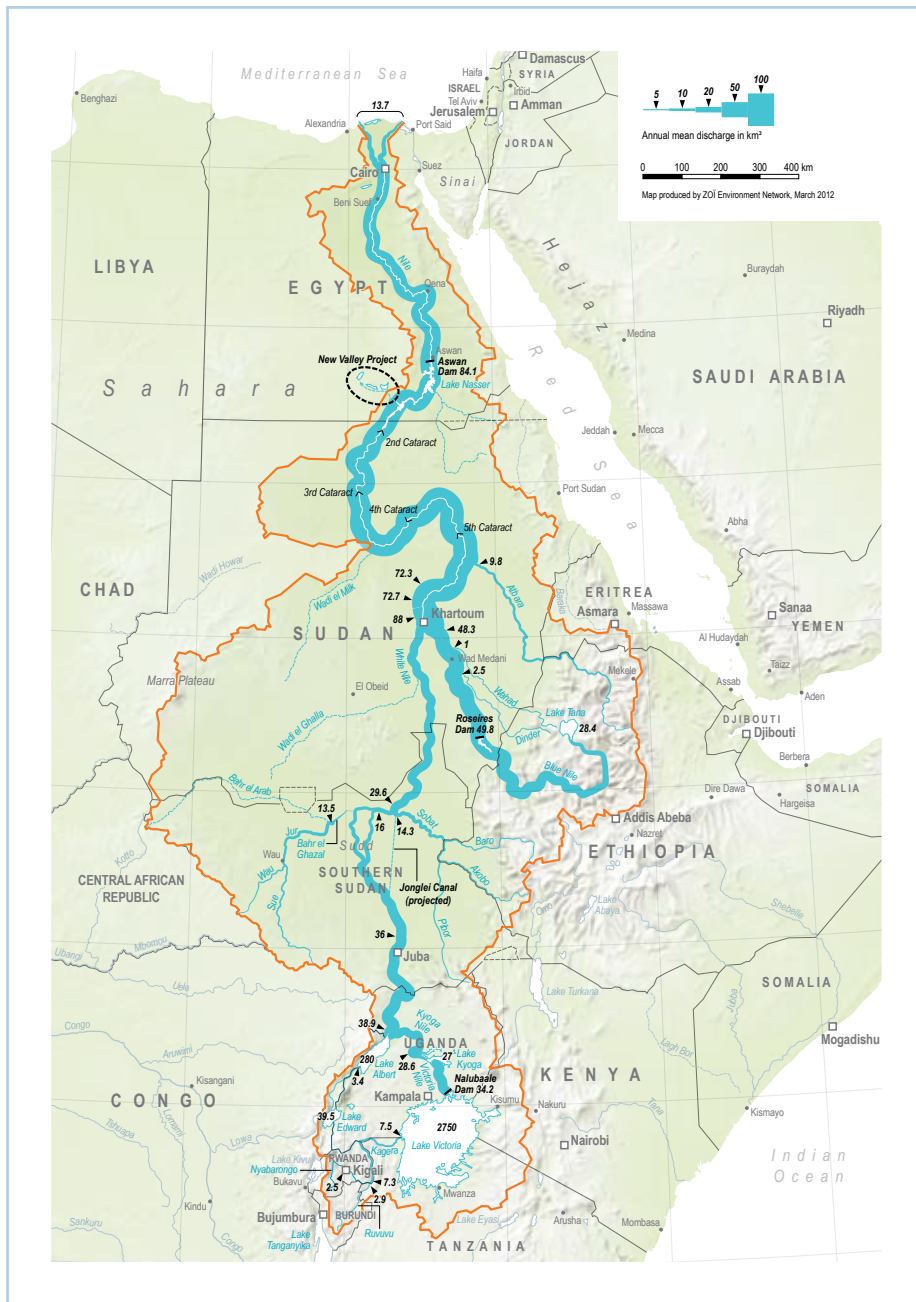 Damascus
Mediterranean Sea
Haifa
SYRIA
ISRAEL
Irbid
Benghazi
Tel Aviv
Amman
Jerusalem
13.7
Alexandria
Port Said
JORDAN
Cairo
Suez
Sinai
Beni Suef
5
10
20
50
100
Annual mean discharge in km³
0
100
200
300
400 km
Map produced by ZOÏ Environment Network, March 2012
LIBYA
Nile
Hejaz
EGYPT
Qena
Buraydah
Riyadh
Medina
New Valley Project
Aswan
Aswan
Dam 84.1
Lake Nasser
Sahara
Red Sea
SAUDI ARABIA
2nd Cataract
Jeddah
Mecca
3rd Cataract
4th Cataract
5th Cataract
Port Sudan
Abha
9.8
Wadi Howar
Wadi el Milk
72.3
72.7
88
Atbara
Baraka
ERITREA
Asmara
Massawa
CHAD
Khartoum
48.3
1
Wad Medani
2.5
SUDAN
White Nile
Sanaa
YEMEN
Al Hudaydah
Taizz
Mekele
Assab
Aden
Marra Plateau
El Obeid
Wahad
Lake Tana
28.4
Roseires
Dam 49.8
Dinder
DJIBOUTI
Djibouti
Wadi el Ghalla
Blue Nile
Berbera
SOMALIA
Bahr el Arab
29.6
Dire Dawa
Hargeisa
13.5
16
14.3
Sobat
Addis Abeba
Jur
Bahr el
Ghazal
Sudd
Baro
Nazret
ETHIOPIA
Kotto
Wau
Wau
Sue
SOUTHERN
SUDAN
Akobo
CENTRAL AFRICAN
REPUBLIC
Jonglei Canal
(projected)
Pibor
Omo
Lake
Abaya
Shebelle
36
Ubangi
Mbomou
Juba
Uela
Lake Turkana
SOMALIA
Jubba
Congo
Aruwimi
38.9
Kyoga
Nile
UGANDA
Lagh Bor
Mogadishu
280
3.4
Lake
Albert
28.6
27
Lake
Kyoga
Victoria
Nile
Nalubaale
Dam 34.2
KENYA
Kisangani
Kampala
CONGO
Tshuapa
Lomami
Lowa
39.5
Lake
Edward
7.5
Kisumu
Nakuru
Tana
Kismayo
2750
Lake Victoria
Nairobi
Kagera
Lake Kivu
RWANDA
Nyabarongo
Kigali
Bukavu
2.5
7.3
Mwanza
Indian
Ocean
2.9
BURUNDI
Kindu
Bujumbura
Ruvuvu
Lake Eyasi
Arusha
Mombasa
Sankuru
Congo
Lake
Tanganyika
TANZANIA